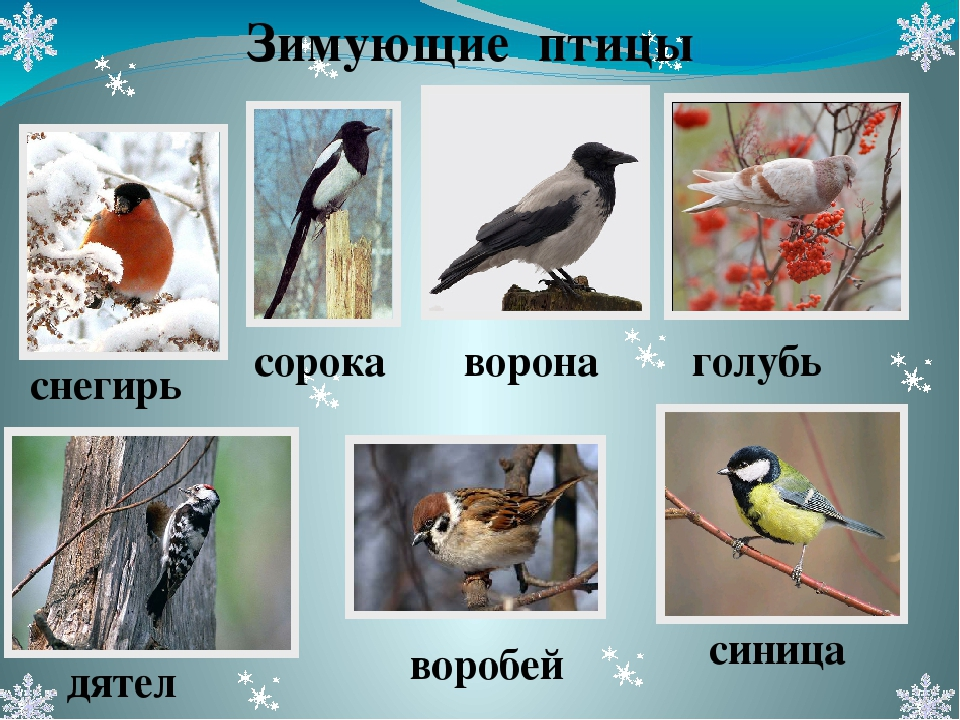 Зимующие птицы
снегирь
сорока
ворона
голубь
дятел
воробей
синица